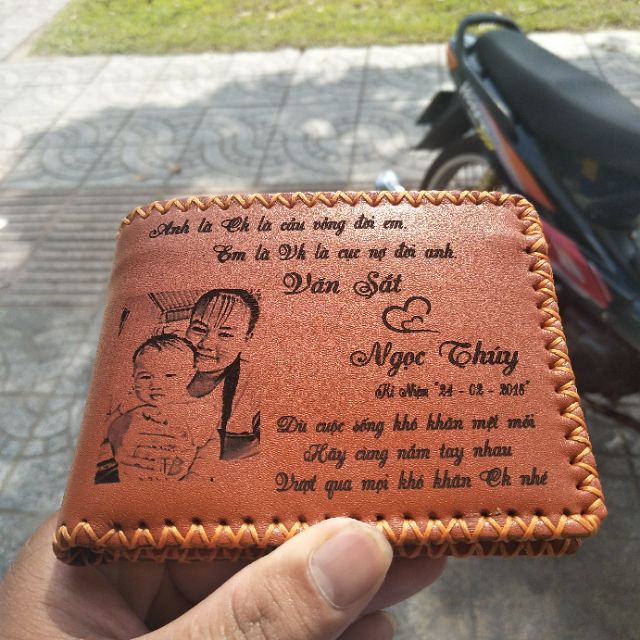 Anh là Ck là cầu vồng đời em.
Em là Vk là cục nợ đời anh.
Văn Sắt
Ngọc Thúy
Kỉ Niệm "24 - 02 - 2018"
Dù cuộc sống khó khăn mệt mỏi
Hãy cùng nắm tay nhau
Vượt qua mọi khó khăn Ck nhé